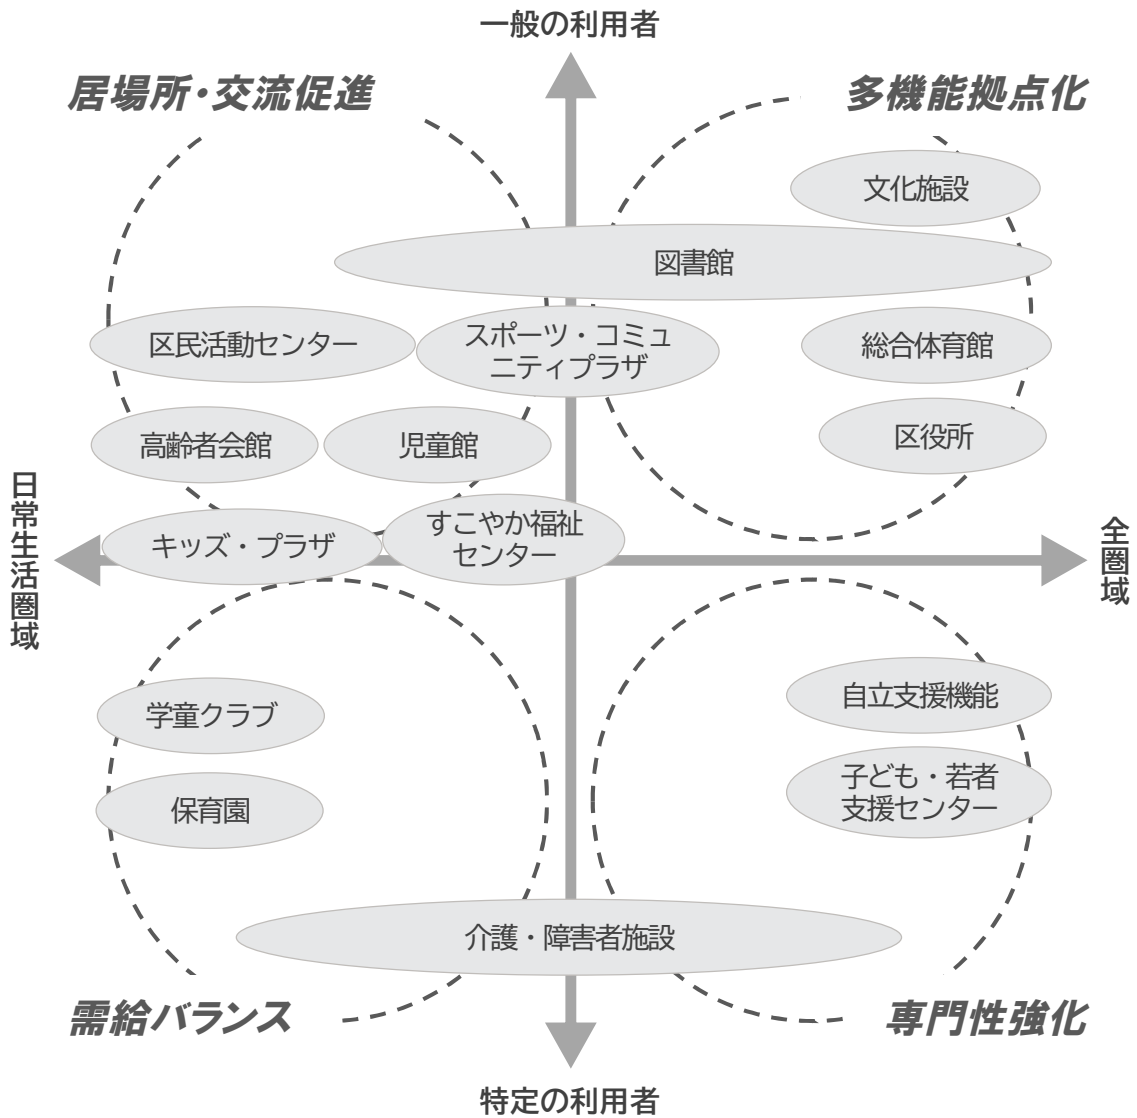 一般の利用者
居場所・交流促進
多機能拠点化
文化施設
図書館
区民活動センター
スポーツ・コミュ
ニティプラザ
総合体育館
高齢者会館
児童館
区役所
日常生活圏域
キッズ・プラザ
すこやか福祉
センター
全圏域
学童クラブ
自立支援機能
保育園
子ども・若者
支援センター
介護・障害者施設
需給バランス
専門性強化
特定の利用者